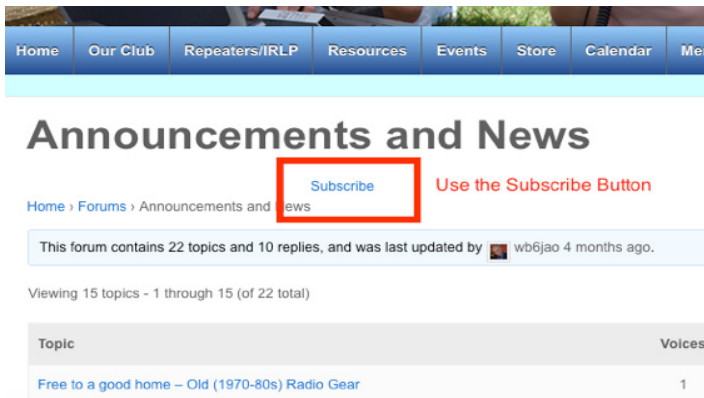 Home Our Club Repeaters/IRLP Resources Events Store Calendar
Announcements and News
Subscribe
Use the Subscribe Button
Home › Forums › Announcements and News
This forum contains 22 topics and 10 replies, and was last updated by wb6jao 4 months ago.
Viewing 15 topics - 1 through 15 (of 22 total)
Topic Voices
Free to a good home – Old (1970-80s) Radio Gear 1